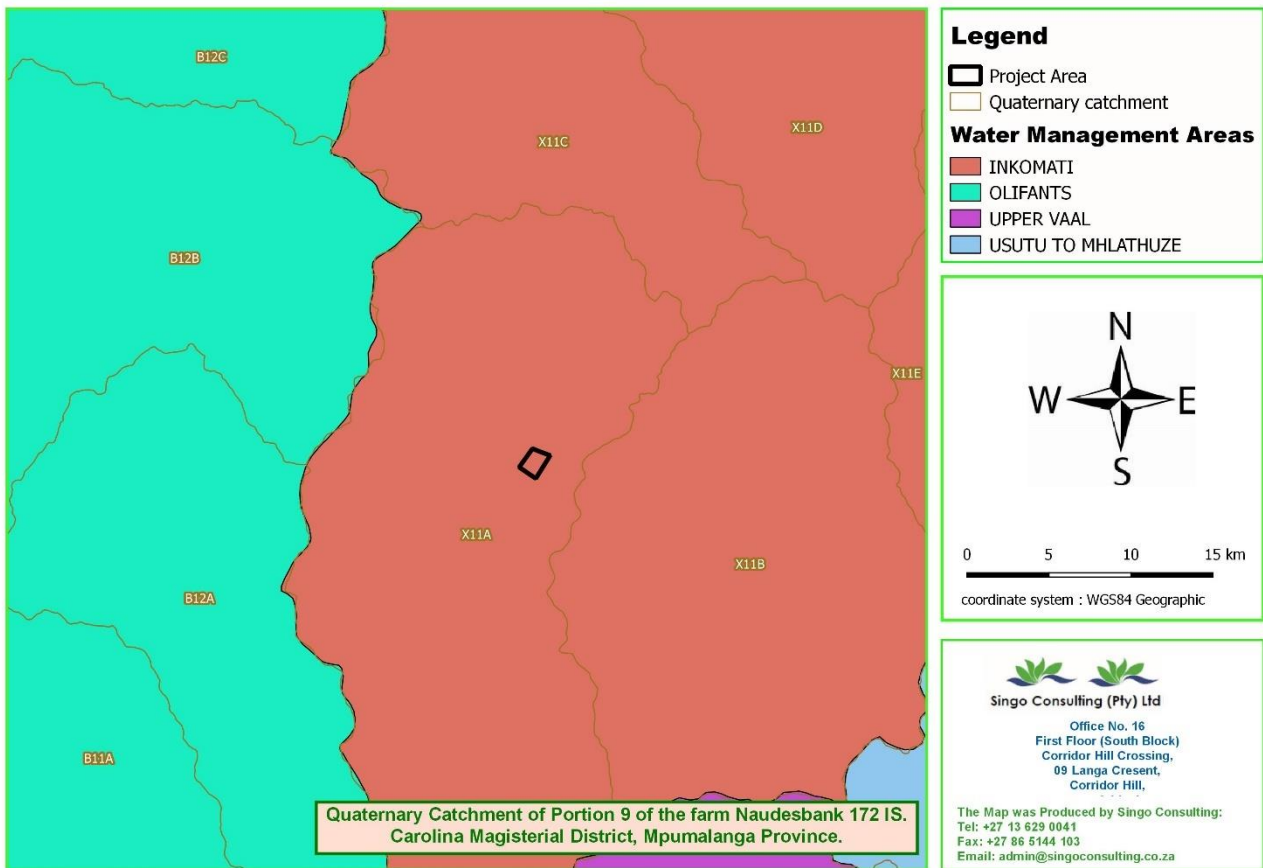 B12C
X11D
X11C
B12B
X11E
X11A
X11B
B12A
B11A
Quaternary Catchment of Portion 9 of the farm Naudesbank 172 IS.
Carolina Magisterial District, Mpumalanga Province.
Legend
Project Area
Quaternary catchment
Water Management Areas
INKOMATI
OLIFANTS
UPPER VAAL
USUTU TO MHLATHUZE
N
W E
S
0 5 10 15 km
coordinate system : WGS84 Geographic
Singo Consulting (Pty) Ltd
Office No. 16
First Floor (South Block)
Corridor Hill Crossing,
09 Langa Cresent,
Corridor Hill,
The Map was Produced by Singo Consulting:
Tel: +27 13 629 0041
Fax: +27 86 5144 103
Email: admin@singoconsulting.co.za